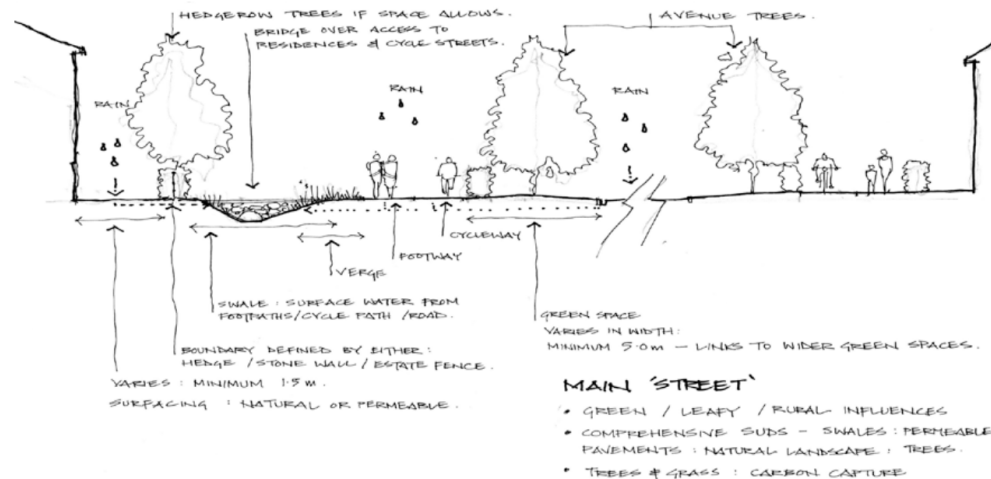 HEDGEROW TREES IF SPACE ALLOWS.
BRIDGE OVER ACCESS TO
RESIDENCES & CYCLE STREETS.
AVENUE TREES.
RAIN
RAIN
RAIN
CYCLEWAY
FOOTWAY
VERGE
SWALE : SURFACE WATER FROM
FOOTPATHS/CYCLE PATH /ROAD.
GREEN SPACE
VARIES IN WIDTH:
MINIMUM 5.0m – LINKS TO WIDER GREEN SPACES.
BOUNDARY DEFINED BY EITHER:
HEDGE / STONE WALL / ESTATE FENCE.
VARIES : MINIMUM 1.5 m.
SURFACING : NATURAL OR PERMEABLE.
MAIN 'STREET'
• GREEN / LEAFY / RURAL INFLUENCES
• COMPREHENSIVE SUDS – SWALES : PERMEABLE
PAVEMENTS : NATURAL LANDSCAPE : TREES.
• TREES & GRASS : CARBON CAPTURE